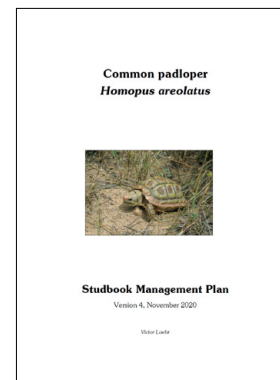 Common padloper
Homopus areolatus
Studbook Management Plan
Version 4, November 2020
Victor Loehr